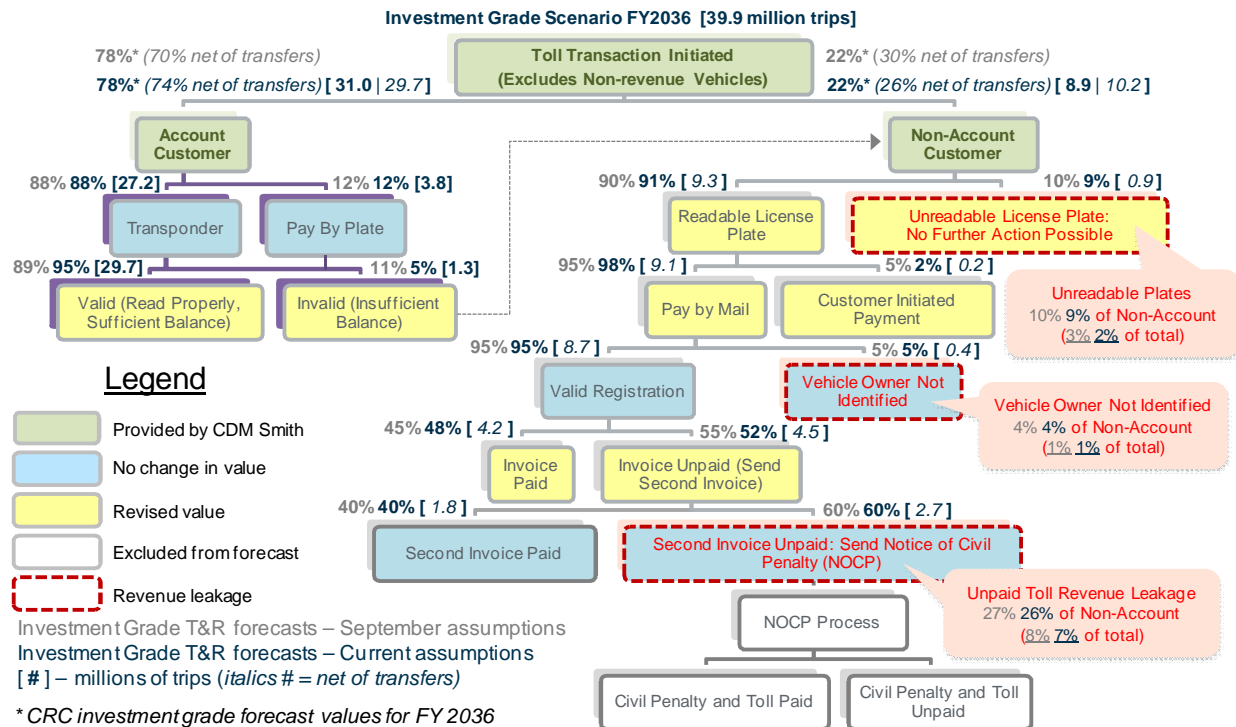 Investment Grade Scenario FY2036 [39.9 million trips]
78%* (70% net of transfers)
78%* (74% net of transfers) [ 31.0 | 29.7 ]
Toll Transaction Initiated
(Excludes Non-revenue Vehicles)
22%* (30% net of transfers)
22%* (26% net of transfers) [ 8.9 | 10.2 ]
Account
Customer
Non-Account
Customer
88% 88% [27.2]
12% 12% [3.8]
90% 91% [ 9.3 ]
10% 9% [ 0.9 ]
Transponder
Pay By Plate
Readable License
Plate
Unreadable License Plate:
No Further Action Possible
89% 95% [29.7]
11% 5% [1.3]
95% 98% [ 9.1 ]
5% 2% [ 0.2 ]
Valid (Read Properly,
Sufficient Balance)
Invalid (Insufficient
Balance)
Pay by Mail
Customer Initiated
Payment
Unreadable Plates
10% 9% of Non-Account
(3% 2% of total)
95% 95% [ 8.7 ]
5% 5% [ 0.4 ]
Valid Registration
Vehicle Owner Not
Identified
Vehicle Owner Not Identified
4% 4% of Non-Account
(1% 1% of total)
45% 48% [ 4.2 ]
55% 52% [ 4.5 ]
Invoice
Paid
Invoice Unpaid (Send
Second Invoice)
40% 40% [ 1.8 ]
60% 60% [ 2.7 ]
Second Invoice Paid
Second Invoice Unpaid: Send Notice of Civil
Penalty (NOCP)
Unpaid Toll Revenue Leakage
27% 26% of Non-Account
(8% 7% of total)
NOCP Process
Civil Penalty and Toll Paid
Civil Penalty and Toll
Unpaid
Legend
Provided by CDM Smith
No change in value
Revised value
Excluded from forecast
Revenue leakage
Investment Grade T&R forecasts – September assumptions
Investment Grade T&R forecasts – Current assumptions
[ # ] – millions of trips (italics # = net of transfers)
* CRC investment grade forecast values for FY 2036